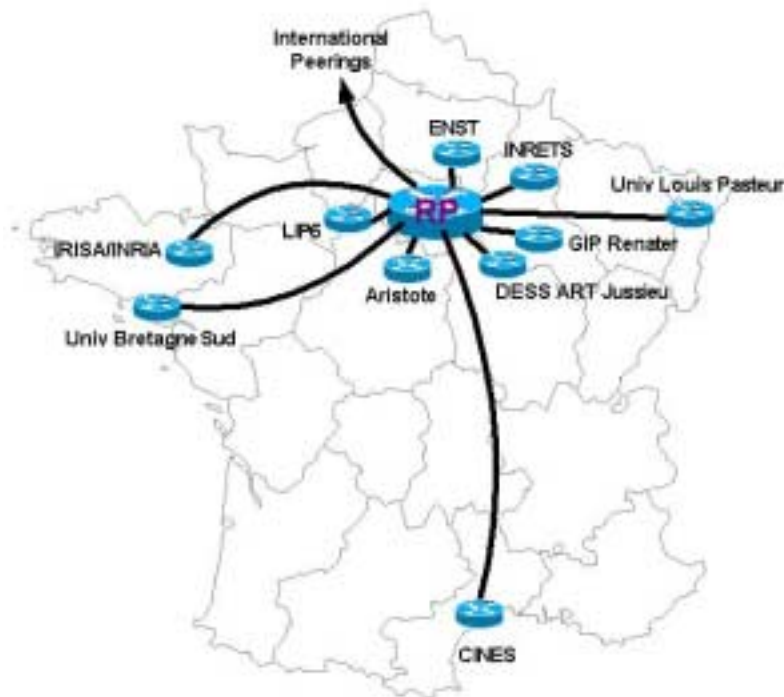 International
Peerings
ENST
INRETS
Univ Louis Pasteur
RP
LIP6
IRISA/INRIA
GIP Renater
Aristote
DESS ART Jussieu
Univ Bretagne Sud
CINES